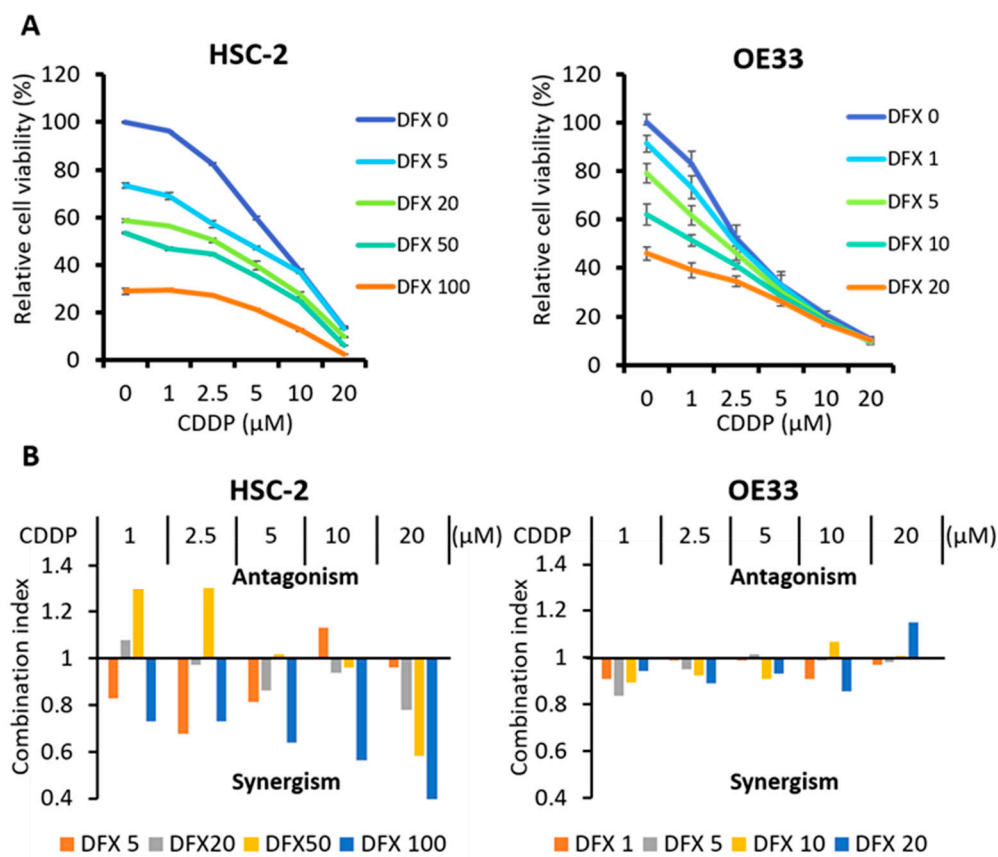 A
HSC-2
Relative cell viability (%)
120
100
80
60
40
20
0
0 1 2.5 5 10 20
CDDP (µM)
DFX 0
DFX 5
DFX 20
DFX 50
DFX 100
OE33
Relative cell viability (%)
120
100
80
60
40
20
0
0 1 2.5 5 10 20
CDDP (µM)
DFX 0
DFX 1
DFX 5
DFX 10
DFX 20
B
HSC-2
CDDP 1 2.5 5 10 20 (µM)
Combination index
1.4
1.2
1
0.8
0.6
0.4
Antagonism
Synergism
DFX 5 DFX20 DFX50 DFX 100
OE33
CDDP 1 2.5 5 10 20 (µM)
Combination index
1.4
1.2
1
0.8
0.6
0.4
Antagonism
Synergism
DFX 1 DFX 5 DFX 10 DFX 20